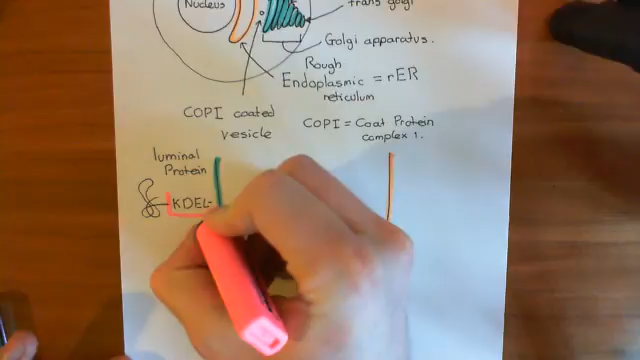 Nucleus
trans golgi
Golgi apparatus.
Rough
Endoplasmic = rER
reticulum
COPI coated
vesicle
COPI = Coat Protein
complex 1.
luminal
Protein
KDEL